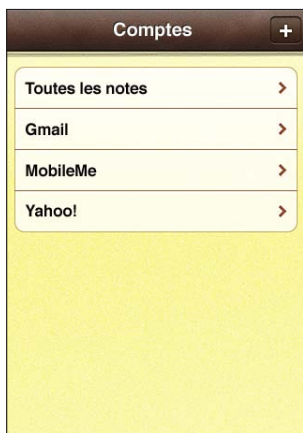 Comptes +
Toutes les notes
Gmail
MobileMe
Yahoo!